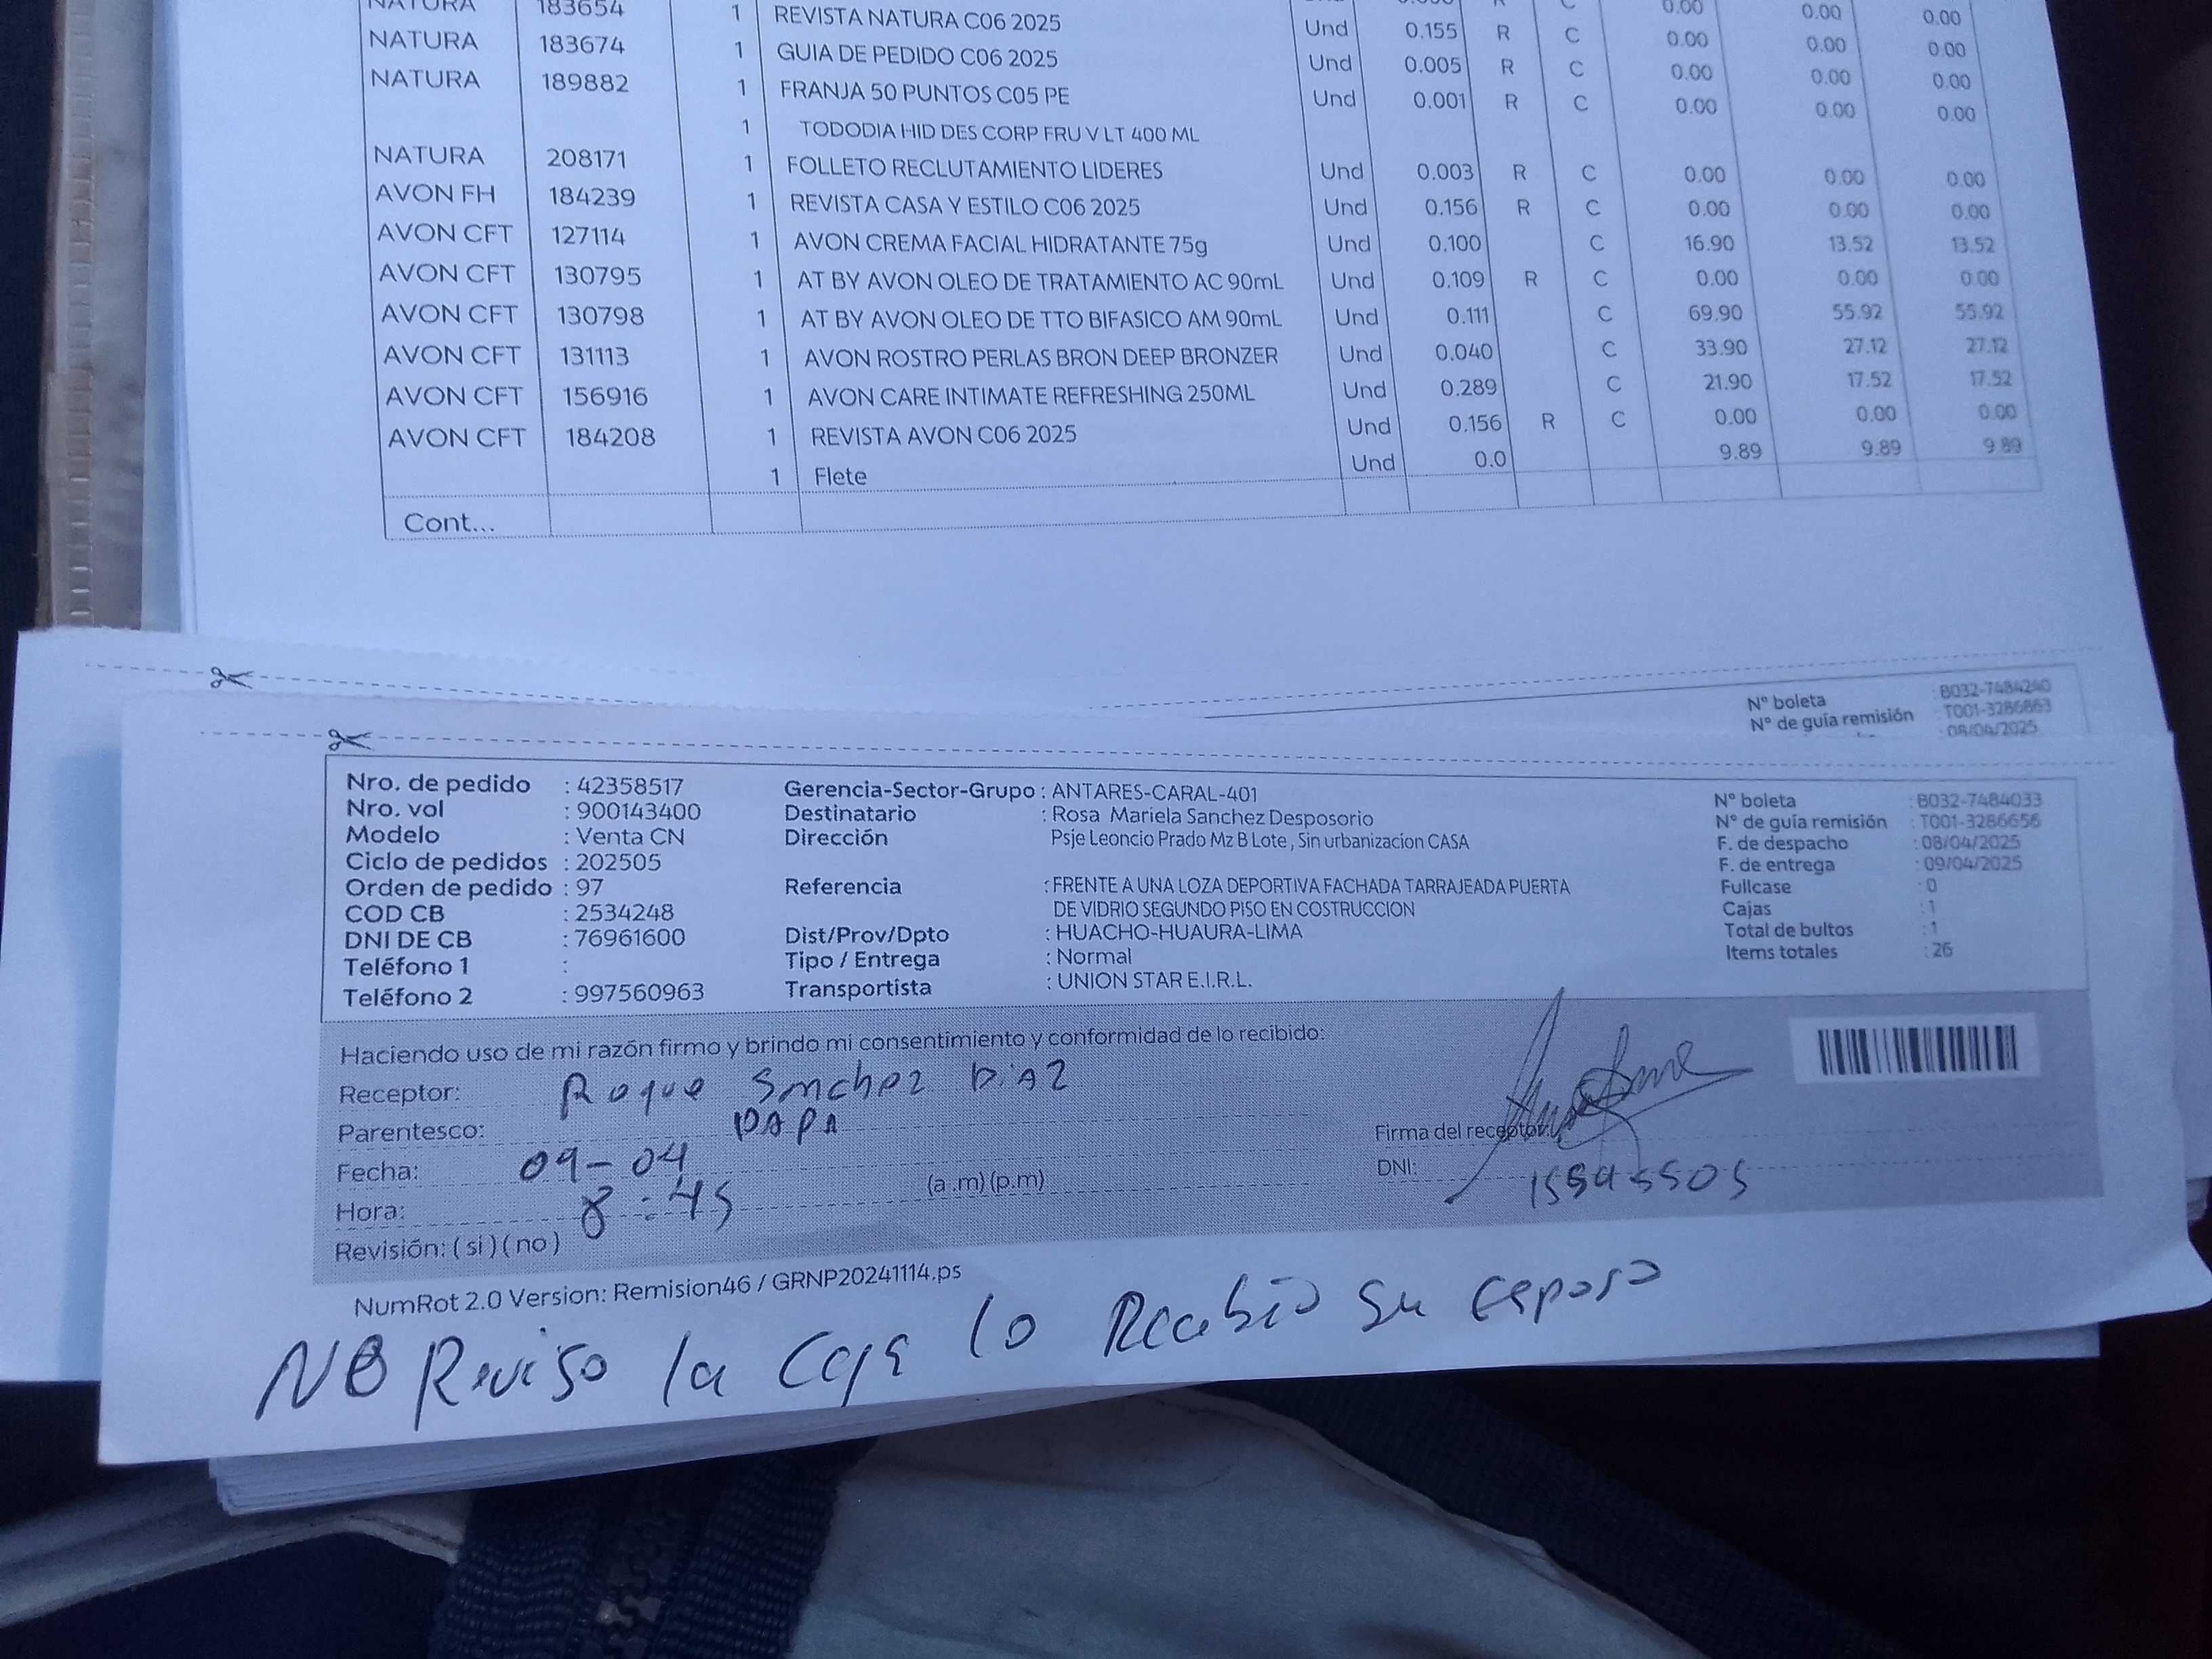 NATURA 183654 1 REVISTA NATURA C06 2025 Und 0.155 R C 0.00 0.00 0.00
NATURA 183674 1 GUIA DE PEDIDO C06 2025 Und 0.005 R C 0.00 0.00 0.00
NATURA 189882 1 FRANJA 50 PUNTOS C05 PE Und 0.001 R C 0.00 0.00 0.00
1 TODODIA HID DES CORP FRU V LT 400 ML
NATURA 208171 1 FOLLETO RECLUTAMIENTO LIDERES Und 0.003 R C 0.00 0.00 0.00
AVON FH 184239 1 REVISTA CASA Y ESTILO C06 2025 Und 0.156 R C 0.00 0.00 0.00
AVON CFT 127114 1 AVON CREMA FACIAL HIDRATANTE 75g Und 0.100 C 16.90 13.52 13.52
AVON CFT 130795 1 AT BY AVON OLEO DE TRATAMIENTO AC 90mL Und 0.109 R C 0.00 0.00 0.00
AVON CFT 130798 1 AT BY AVON OLEO DE TTO BIFASICO AM 90mL Und 0.111 C 69.90 55.92 55.92
AVON CFT 131113 1 AVON ROSTRO PERLAS BRON DEEP BRONZER Und 0.040 C 33.90 27.12 27.12
AVON CFT 156916 1 AVON CARE INTIMATE REFRESHING 250ML Und 0.289 C 21.90 17.52 17.52
AVON CFT 184208 1 REVISTA AVON C06 2025 Und 0.156 R C 0.00 0.00 0.00
1 Flete Und 0.0 9.89 9.89 9.89
Cont...
N° boleta : B032-7484240
N° de guía remisión : T001-3286863
08/04/2025
Nro. de pedido : 42358517 Gerencia-Sector-Grupo : ANTARES-CARAL-401 N° boleta : B032-7484033
Nro. vol : 900143400 Destinatario : Rosa Mariela Sanchez Desposorio N° de guía remisión : T001-3286656
Modelo : Venta CN Dirección Psje Leoncio Prado Mz B Lote , Sin urbanizacion CASA F. de despacho : 08/04/2025
Ciclo de pedidos : 202505 F. de entrega : 09/04/2025
Orden de pedido : 97 Referencia : FRENTE A UNA LOZA DEPORTIVA FACHADA TARRAJEADA PUERTA Fullcase : 0
COD CB : 2534248 DE VIDRIO SEGUNDO PISO EN COSTRUCCION Cajas : 1
DNI DE CB : 76961600 Dist/Prov/Dpto : HUACHO-HUAURA-LIMA Total de bultos : 1
Teléfono 1 : Tipo / Entrega : Normal Items totales : 26
Teléfono 2 : 997560963 Transportista : UNION STAR E.I.R.L.
Haciendo uso de mi razón firmo y brindo mi consentimiento y conformidad de lo recibido:
Receptor: Roque Snchez DiAz
Parentesco: PAPA Firma del receptor:
Fecha: 09-04 DNI: 15545505
Hora: 8:45 (a .m) (p.m)
Revisión: ( si ) ( no )
NumRot 2.0 Version: Remision46 / GRNP20241114.ps
NO Reviso la Caja lo Recibio Su esposo